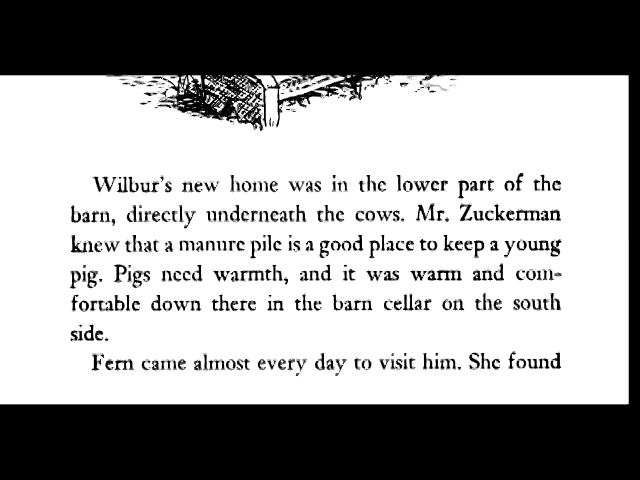 Wilbur's new home was in the lower part of the
barn, directly underneath the cows. Mr. Zuckerman
knew that a manure pile is a good place to keep a young
pig. Pigs need warmth, and it was warm and com-
fortable down there in the barn cellar on the south
side.
Fern came almost every day to visit him. She found